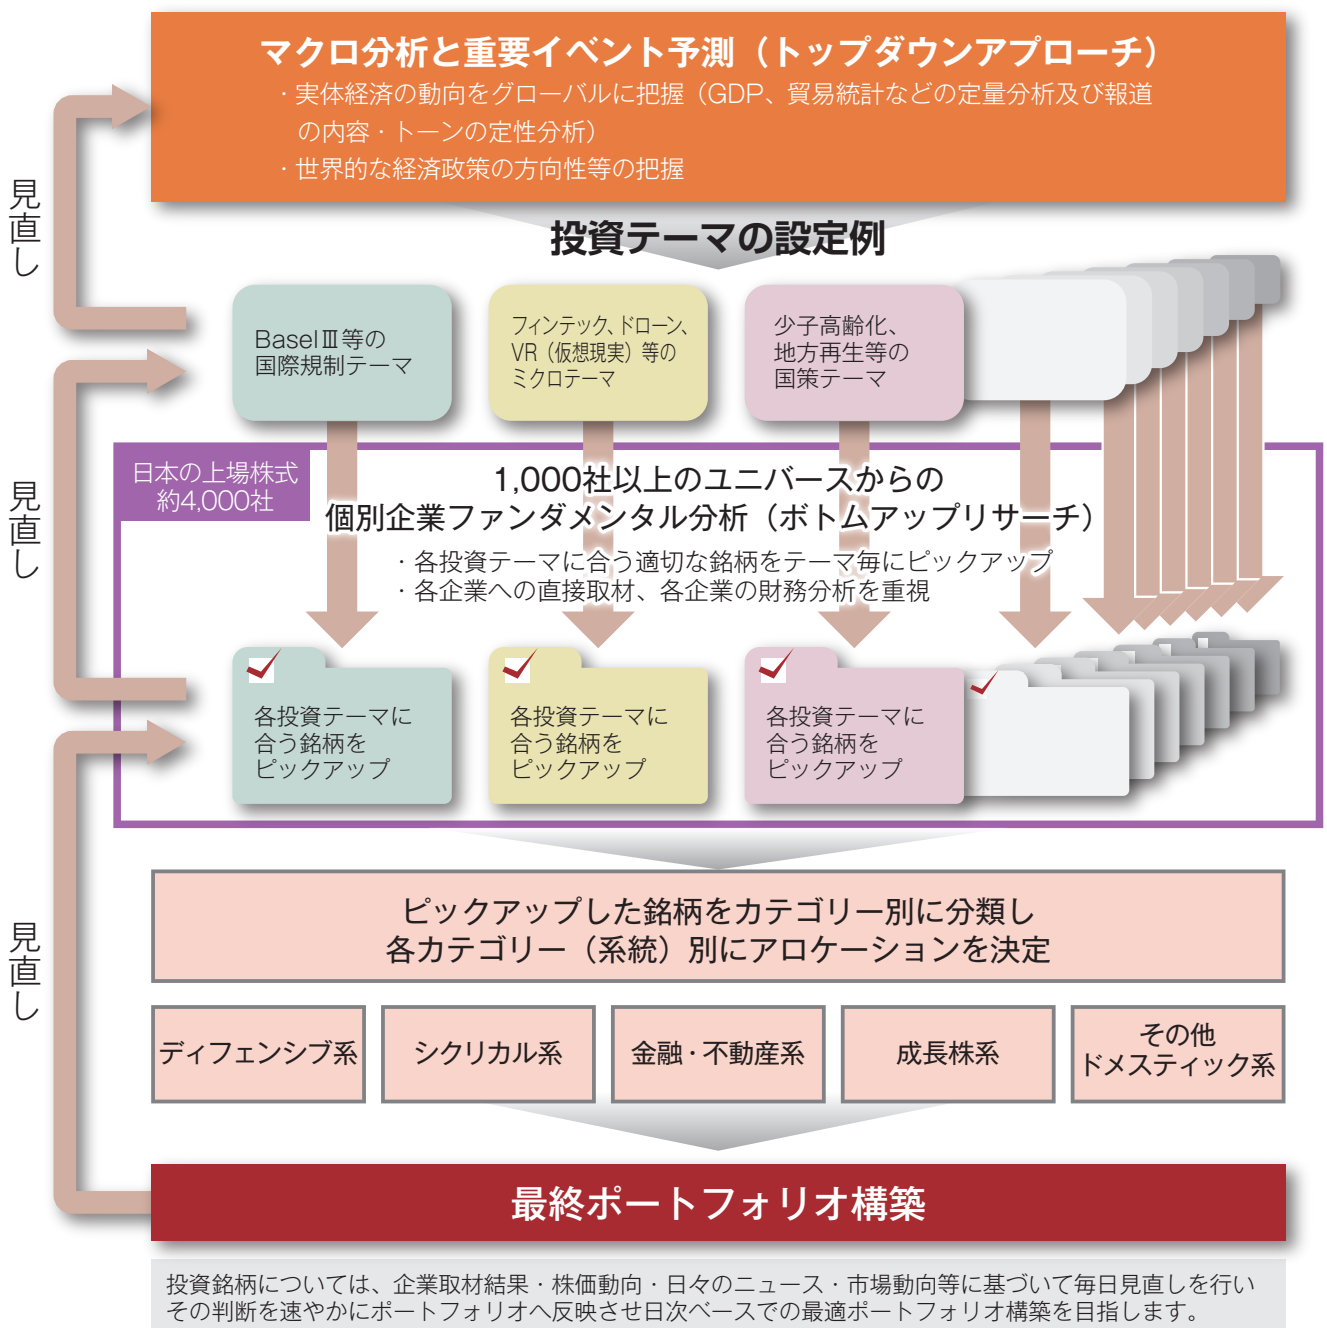 マクロ分析と重要イベント予測（トップダウンアプローチ）
・実体経済の動向をグローバルに把握（GDP、貿易統計などの定量分析及び報道
の内容・トーンの定性分析）
・世界的な経済政策の方向性等の把握
見直し
投資テーマの設定例
BaselⅢ等の
国際規制テーマ
フィンテック、ドローン、
VR（仮想現実）等の
ミクロテーマ
少子高齢化、
地方再生等の
国策テーマ
見直し
日本の上場株式
約4,000社
1,000社以上のユニバースからの
個別企業ファンダメンタル分析（ボトムアップリサーチ）
・各投資テーマに合う適切な銘柄をテーマ毎にピックアップ
・各企業への直接取材、各企業の財務分析を重視
各投資テーマに
合う銘柄を
ピックアップ
各投資テーマに
合う銘柄を
ピックアップ
各投資テーマに
合う銘柄を
ピックアップ
見直し
ピックアップした銘柄をカテゴリー別に分類し
各カテゴリー（系統）別にアロケーションを決定
ディフェンシブ系
シクリカル系
金融・不動産系
成長株系
その他
ドメスティック系
最終ポートフォリオ構築
投資銘柄については、企業取材結果・株価動向・日々のニュース・市場動向等に基づいて毎日見直しを行い
その判断を速やかにポートフォリオへ反映させ日次ベースでの最適ポートフォリオ構築を目指します。